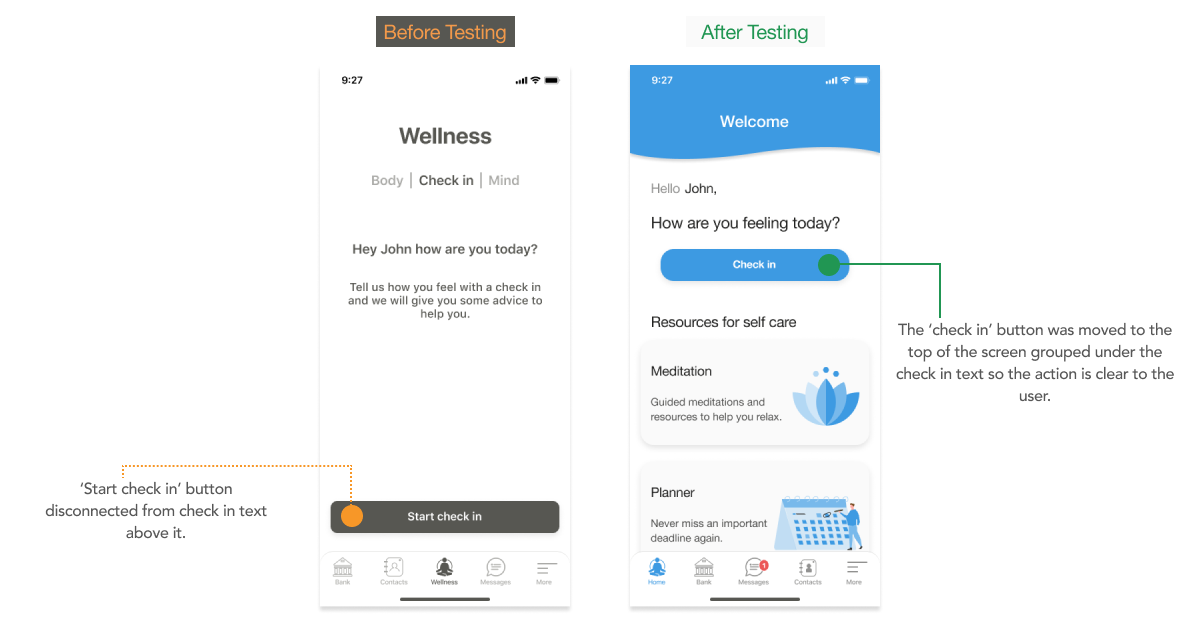 Before Testing
After Testing
9:27
Wellness
Body | Check in | Mind
Hey John how are you today?
Tell us how you feel with a check in
and we will give you some advice to
help you.
Start check in
Bank
Contacts
Wellness
Messages
More
‘Start check in’ button
disconnected from check in text
above it.
9:27
Welcome
Hello John,
How are you feeling today?
Check in
Resources for self care
Meditation
Guided meditations and
resources to help you relax.
Planner
Never miss an important
deadline again.
Home
Bank
1
Messages
Contacts
More
The ‘check in’ button was moved to the
top of the screen grouped under the
check in text so the action is clear to the
user.